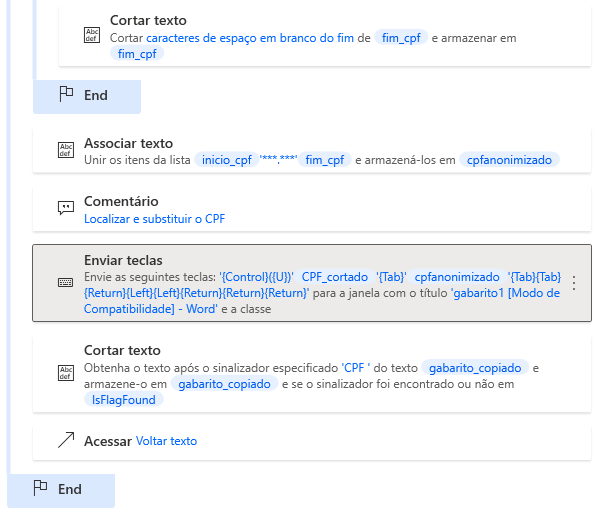 Cortar texto
Abc
def
Cortar caracteres de espaço em branco do fim de fim_cpf e armazenar em
fim_cpf
End
Associar texto
Abc
def
Unir os itens da lista inicio_cpf '***.***' fim_cpf e armazená-los em cpfanonimizado
Comentário
Localizar e substituir o CPF
Enviar teclas
Envie as seguintes teclas: '{Control}({U})' CPF_cortado '{Tab}' cpfanonimizado '{Tab}{Tab}
{Return}{Left}{Left}{Return}{Return}{Return}' para a janela com o título 'gabarito1 [Modo de
Compatibilidade] - Word' e a classe
Cortar texto
Abc
def
Obtenha o texto após o sinalizador especificado 'CPF ' do texto gabarito_copiado e
armazene-o em gabarito_copiado e se o sinalizador foi encontrado ou não em
IsFlagFound
Acessar Voltar texto
End